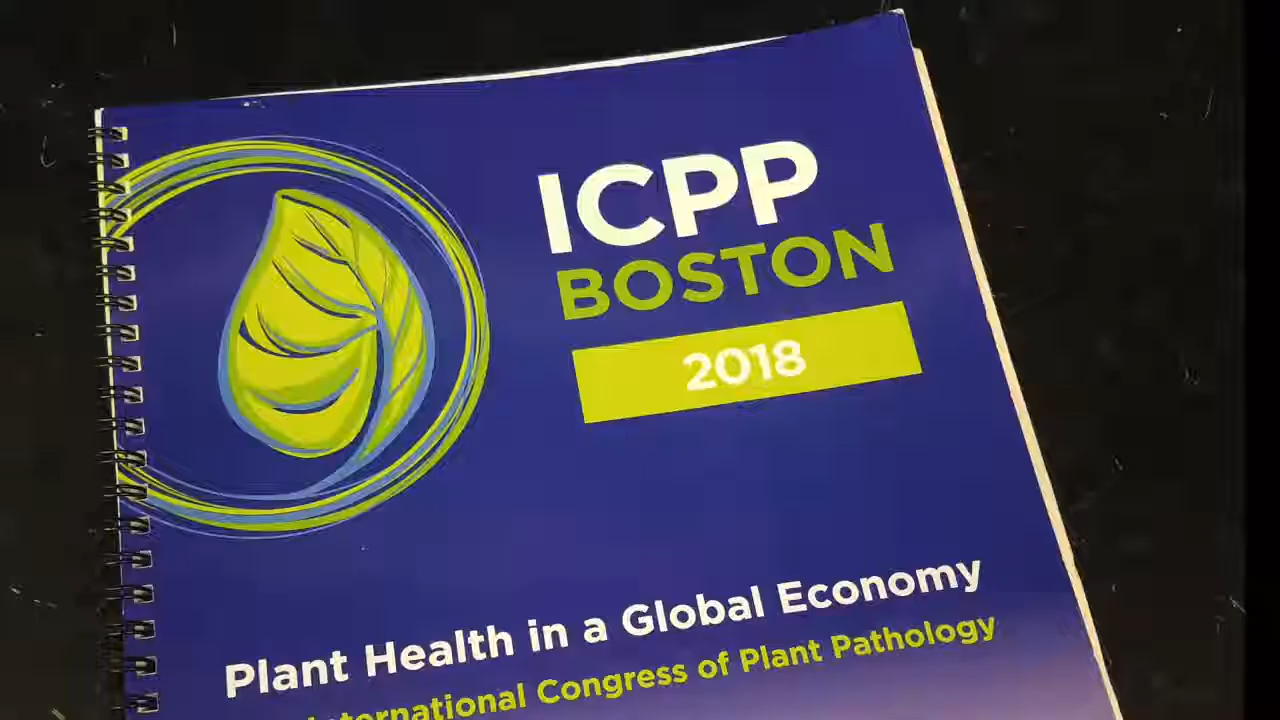 ICPP
BOSTON
2018
Plant Health in a Global Economy
International Congress of Plant Pathology